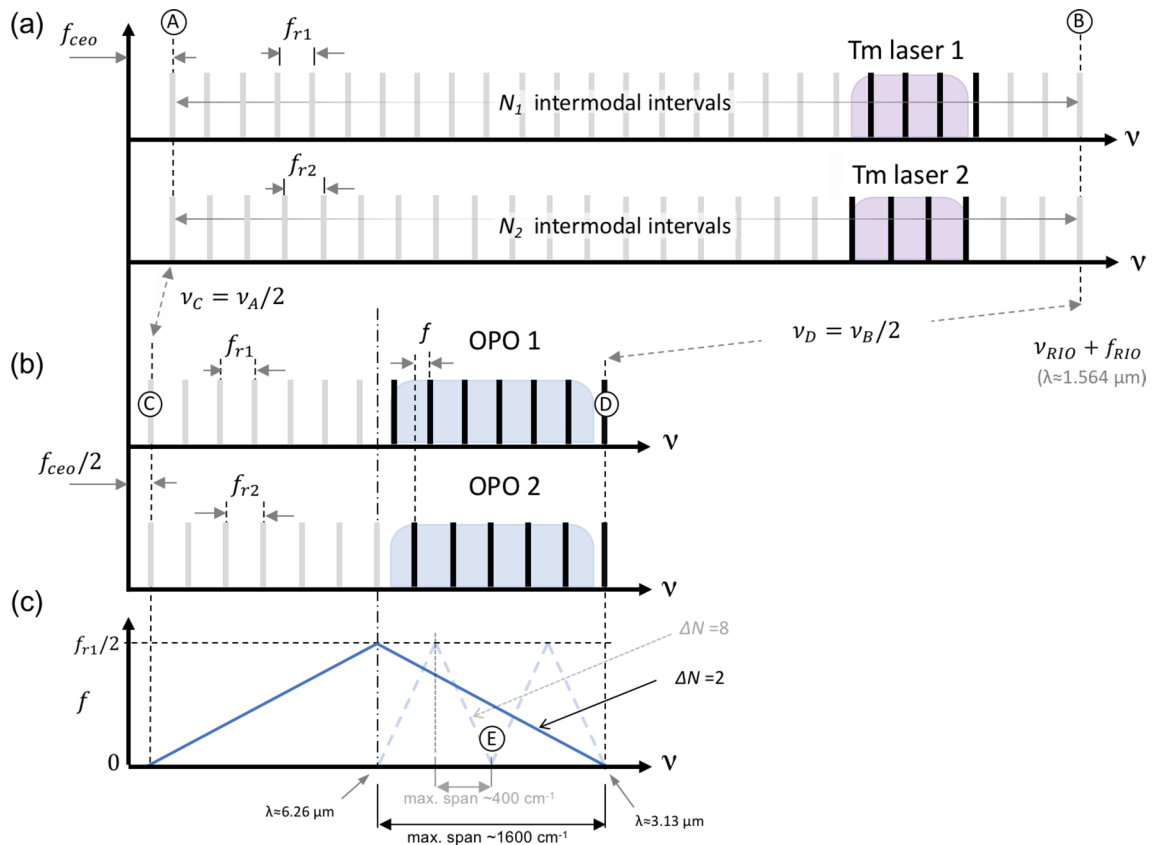 (a)
A
B
f_ceo
f_r1
Tm laser 1
N_1 intermodal intervals
ν
f_r2
Tm laser 2
N_2 intermodal intervals
ν
ν_C = ν_A/2
ν_D = ν_B/2
ν_RIO + f_RIO
(λ≈1.564 µm)
(b)
f_r1
f
OPO 1
C
D
ν
f_ceo/2
f_r2
OPO 2
ν
(c)
f_r1/2
ΔN =8
f
ΔN =2
E
0
ν
max. span ~400 cm⁻¹
λ≈6.26 µm
λ≈3.13 µm
max. span ~1600 cm⁻¹